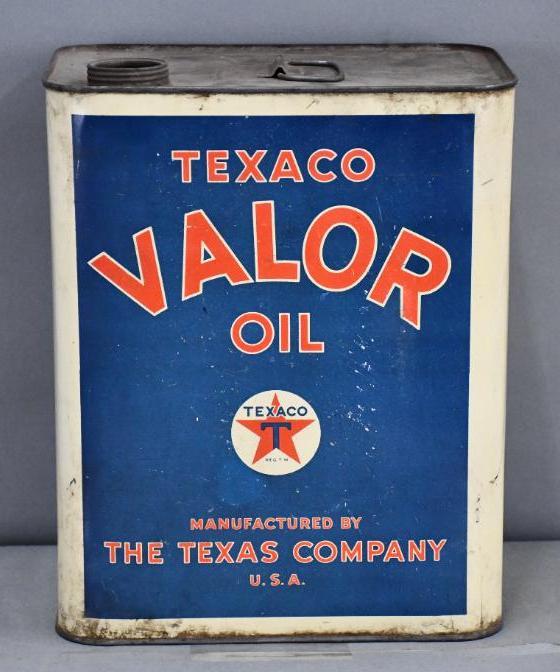 TEXACO
VALOR
OIL
TEXACO
T
REG. T.M.
MANUFACTURED BY
THE TEXAS COMPANY
U.S.A.